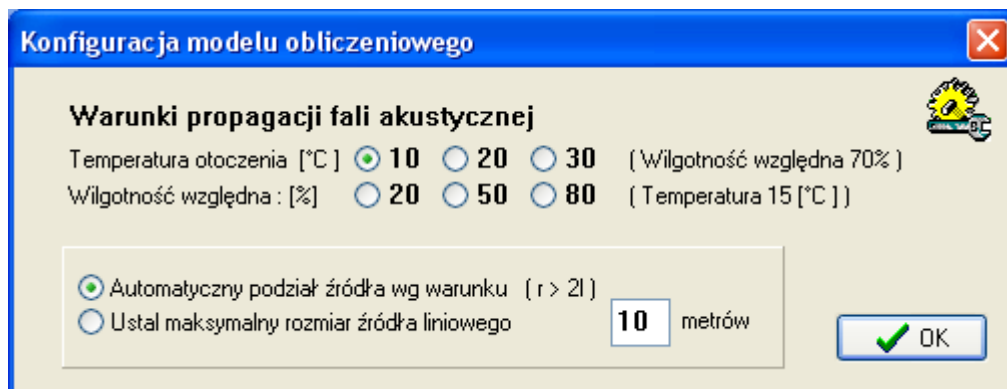 Konfiguracja modelu obliczeniowego
Warunki propagacji fali akustycznej
Temperatura otoczenia [°C ] 10 20 30 ( Wilgotność względna 70% )
Wilgotność względna : [%] 20 50 80 ( Temperatura 15 [°C ] )
Automatyczny podział źródła wg warunku ( r > 2l )
Ustal maksymalny rozmiar źródła liniowego 10 metrów
OK